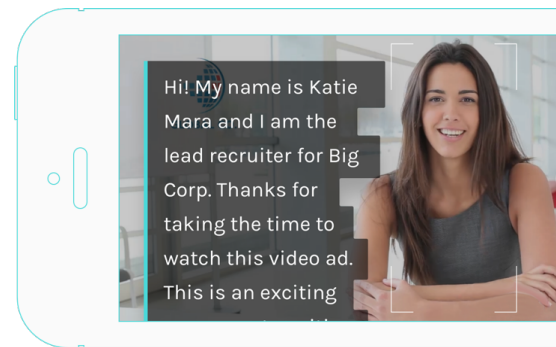 Hi! My name is Katie
Mara and I am the
lead recruiter for Big
Corp. Thanks for
taking the time to
watch this video ad.
This is an exciting